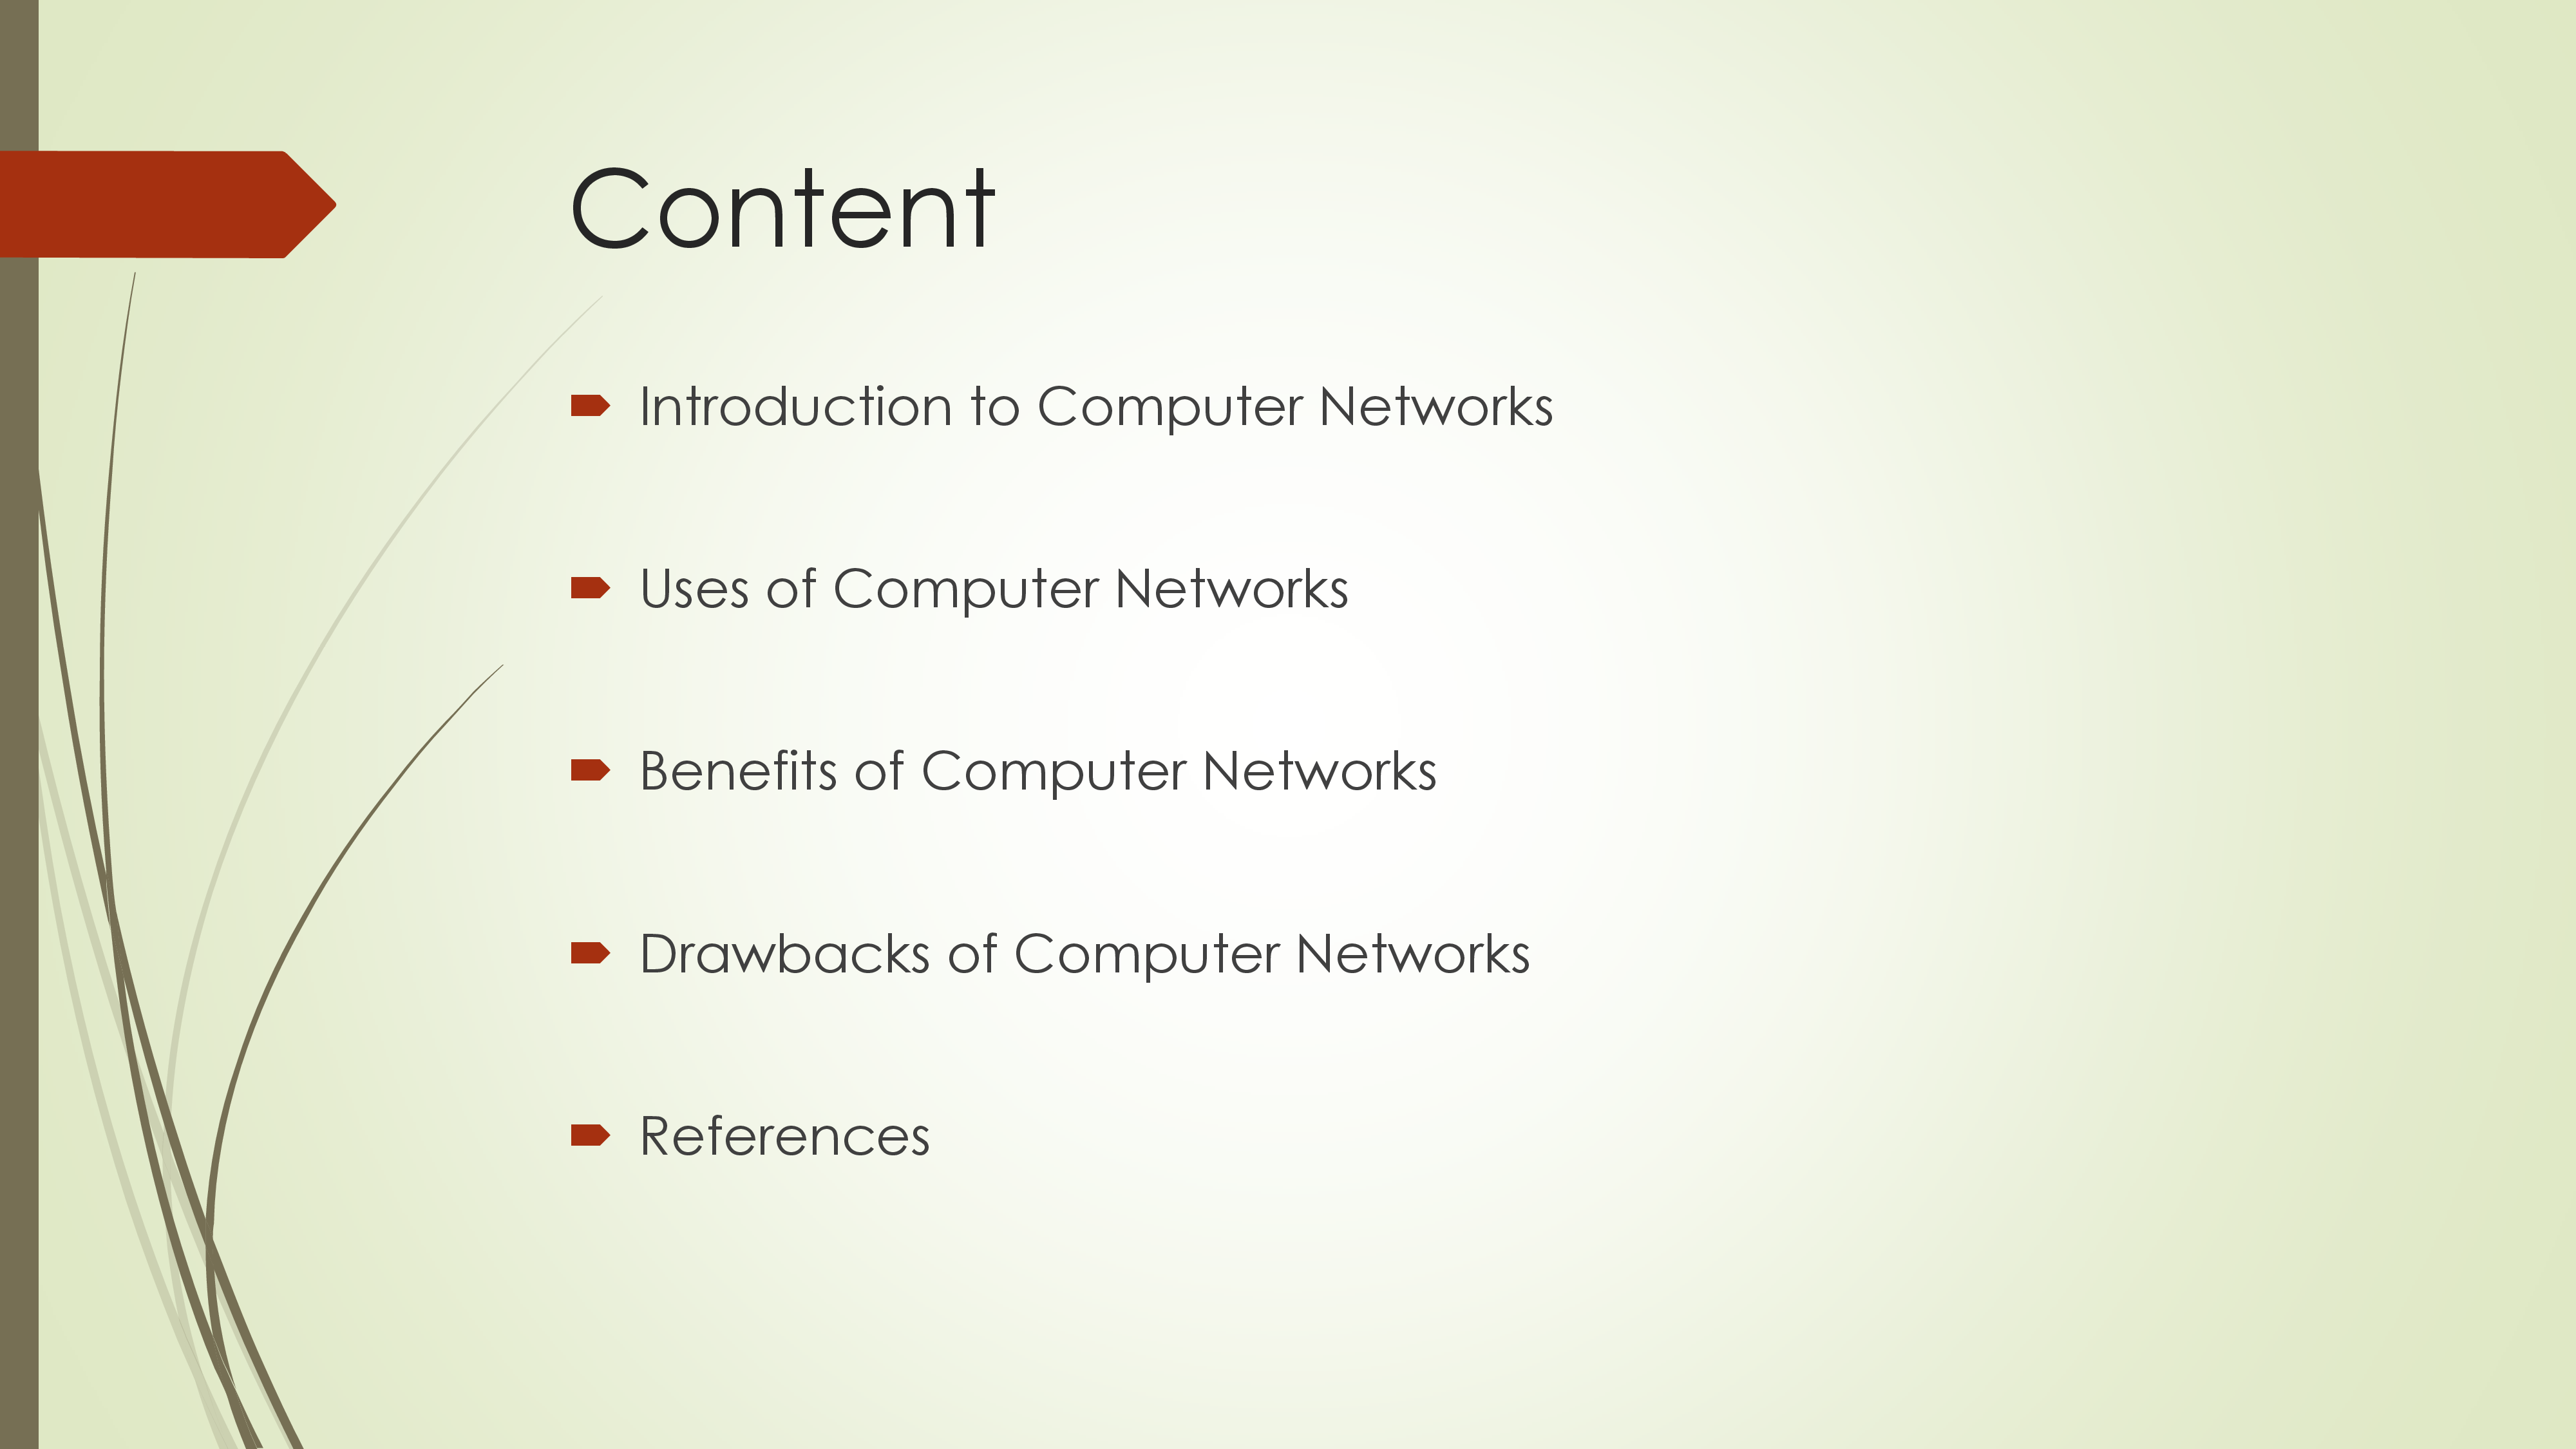 Content
Introduction to Computer Networks
Uses of Computer Networks
Benefits of Computer Networks
Drawbacks of Computer Networks
References